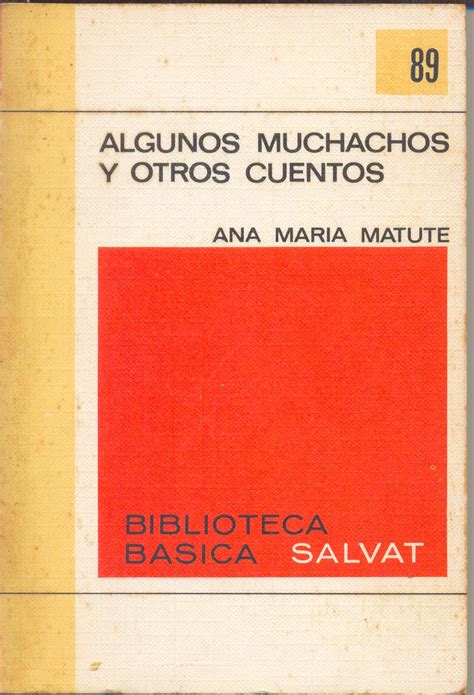 89
ALGUNOS MUCHACHOS
Y OTROS CUENTOS
ANA MARIA MATUTE
BIBLIOTECA
BASICA SALVAT